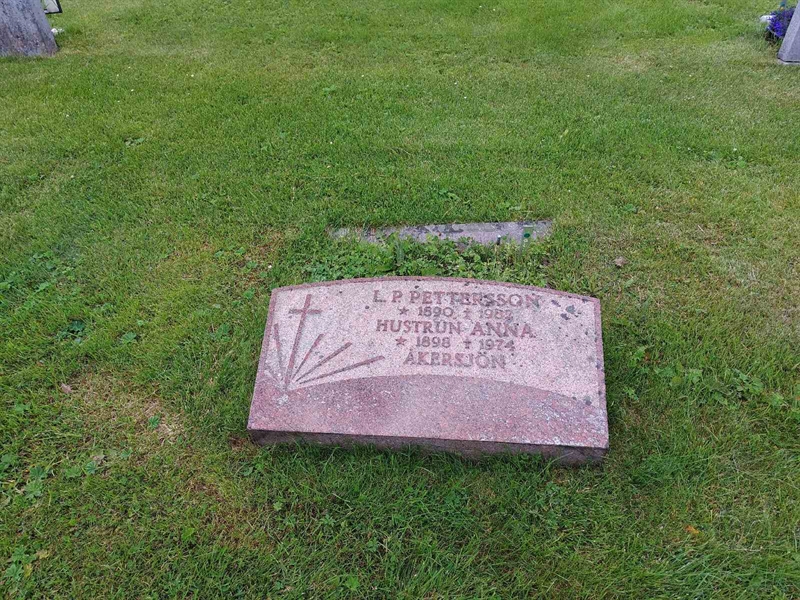 L. P. PETTERSSON
* 1890 † 1982
HUSTRUN ANNA
* 1898 † 1974
ÅKERSJÖN